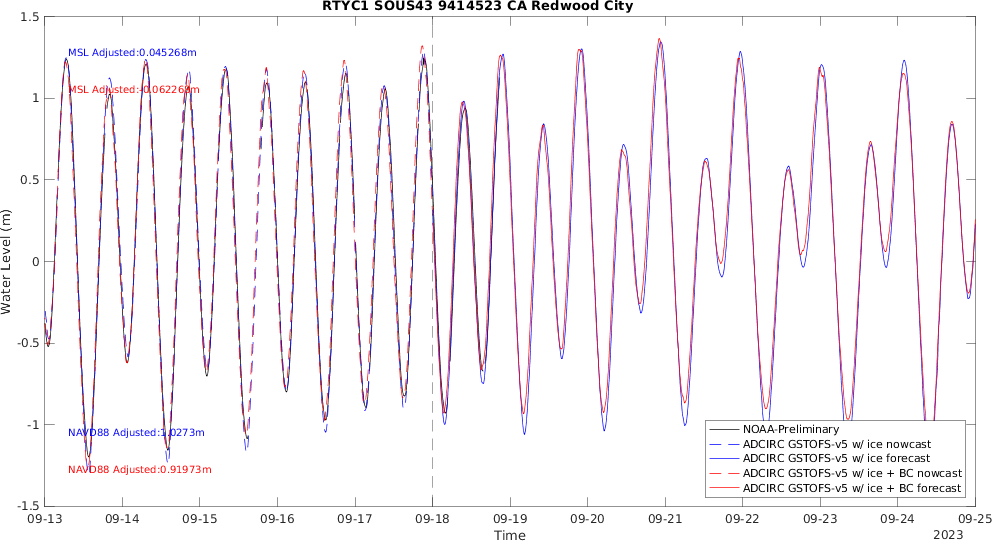 RTYC1 SOUS43 9414523 CA Redwood City
1.5
MSL Adjusted:0.045268m
1
MSL Adjusted:-0.062263m
0.5
Water Level (m)
0
-0.5
-1
NAVD88 Adjusted:1.0273m
NAVD88 Adjusted:0.91973m
-1.5
NOAA-Preliminary
ADCIRC GSTOFS-v5 w/ ice nowcast
ADCIRC GSTOFS-v5 w/ ice forecast
ADCIRC GSTOFS-v5 w/ ice + BC nowcast
ADCIRC GSTOFS-v5 w/ ice + BC forecast
09-13 09-14 09-15 09-16 09-17 09-18 09-19 09-20 09-21 09-22 09-23 09-24 09-25
Time
2023